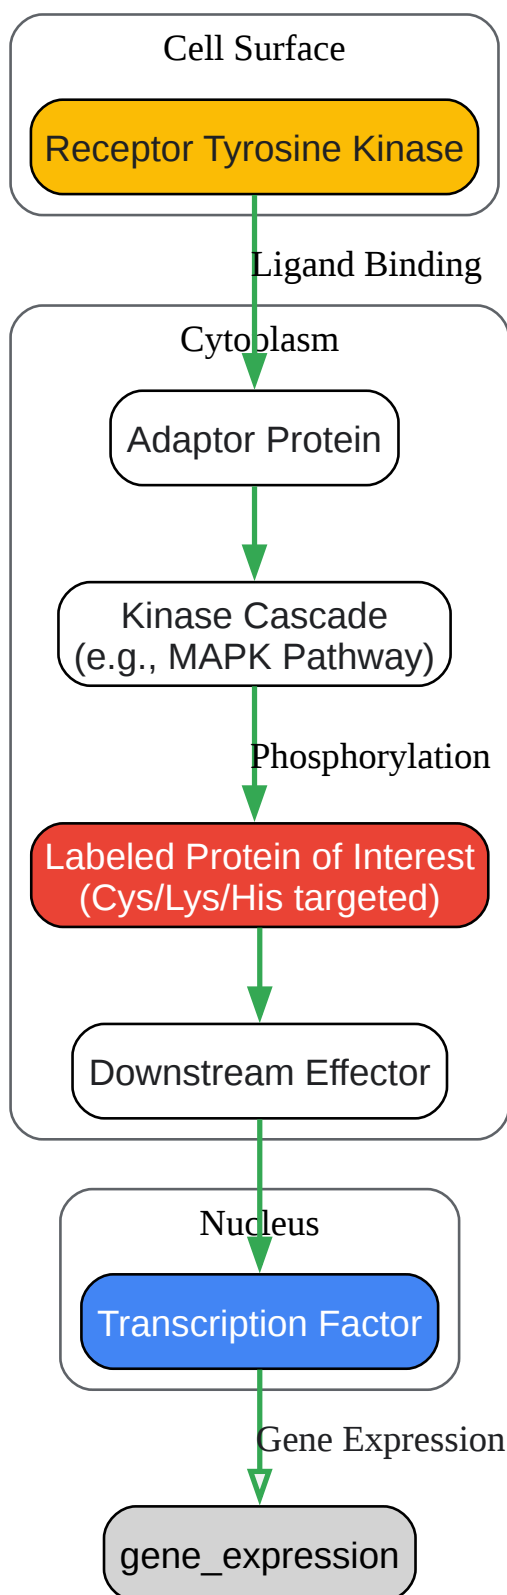 Cell Surface
Receptor Tyrosine Kinase
Ligand Binding
Cytoplasm
Adaptor Protein
Kinase Cascade
(e.g., MAPK Pathway)
Phosphorylation
Labeled Protein of Interest
(Cys/Lys/His targeted)
Downstream Effector
Nucleus
Transcription Factor
Gene Expression
gene_expression